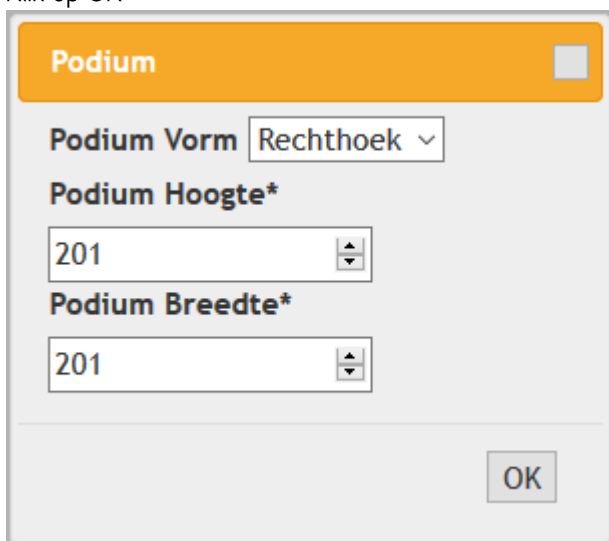 Podium
Podium Vorm Rechthoek
Podium Hoogte*
201
Podium Breedte*
201
OK